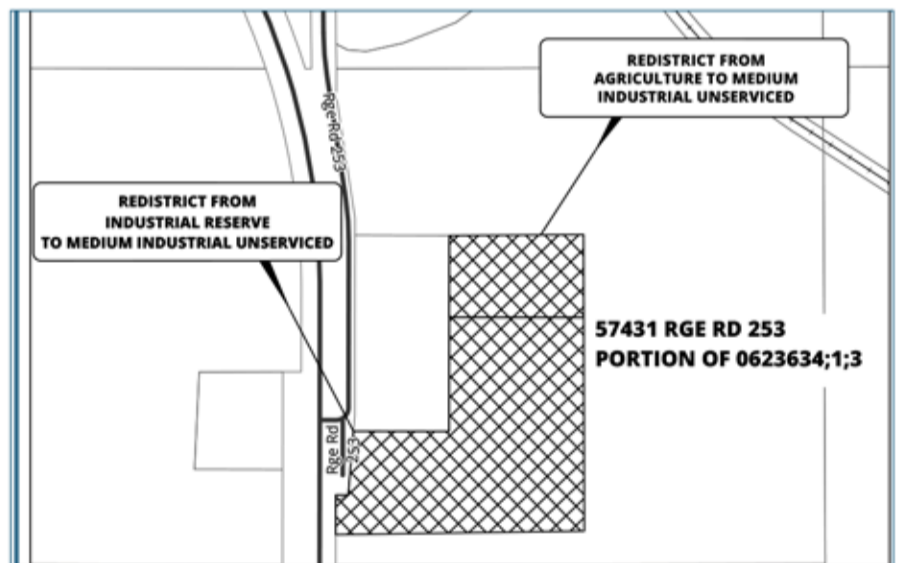 REDISTRICT FROM
AGRICULTURE TO MEDIUM
INDUSTRIAL UNSERVICED
Rge Rd 253
REDISTRICT FROM
INDUSTRIAL RESERVE
TO MEDIUM INDUSTRIAL UNSERVICED
57431 RGE RD 253
PORTION OF 0623634;1;3
Rge Rd
253